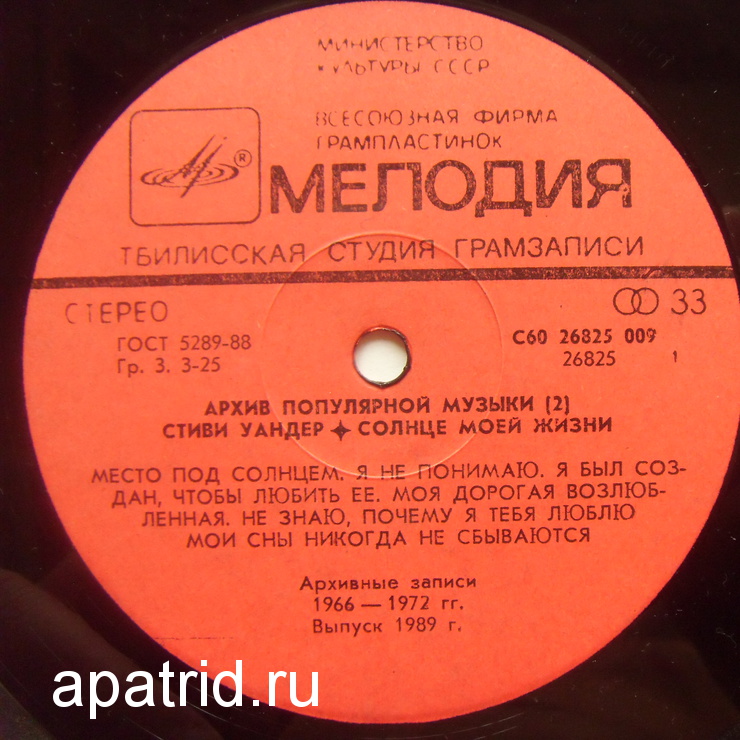 МИНИСТЕРСТВО
КУЛЬТУРЫ СССР
ВСЕСОЮЗНАЯ ФИРМА
ГРАМПЛАСТИНОК
® МЕЛОДИЯ
ТБИЛИССКАЯ СТУДИЯ ГРАМЗАПИСИ
СТЕРЕО 33
ГОСТ 5289-88 С60 26825 009
Гр. 3. 3-25 26825 1
АРХИВ ПОПУЛЯРНОЙ МУЗЫКИ (2)
СТИВИ УАНДЕР ✦ СОЛНЦЕ МОЕЙ ЖИЗНИ
МЕСТО ПОД СОЛНЦЕМ. Я НЕ ПОНИМАЮ. Я БЫЛ СОЗ-
ДАН, ЧТОБЫ ЛЮБИТЬ ЕЕ. МОЯ ДОРОГАЯ ВОЗЛЮБ-
ЛЕННАЯ. НЕ ЗНАЮ, ПОЧЕМУ Я ТЕБЯ ЛЮБЛЮ
МОИ СНЫ НИКОГДА НЕ СБЫВАЮТСЯ
Архивные записи
1966 — 1972 гг.
Выпуск 1989 г.
apatrid.ru